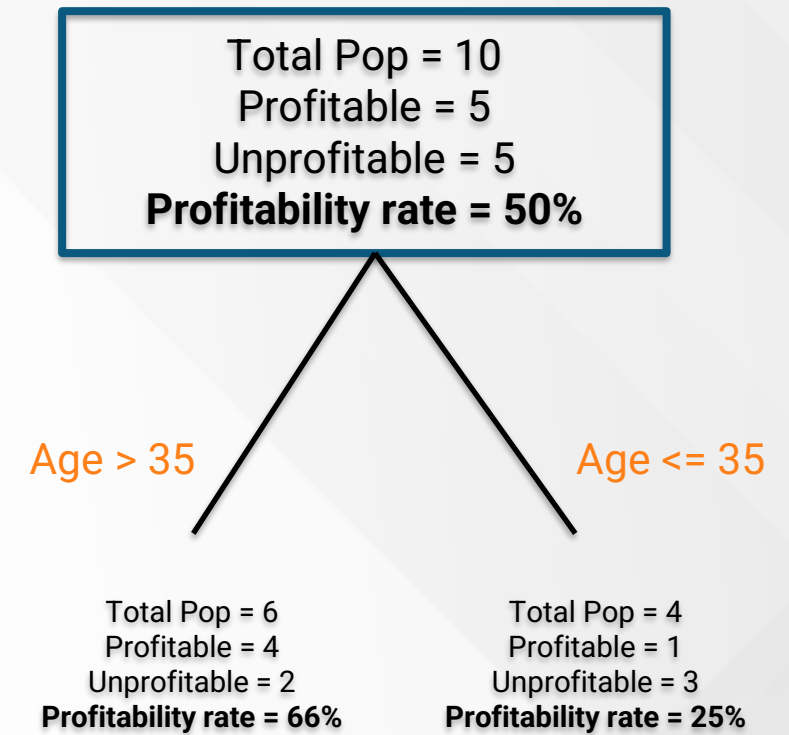 Total Pop = 10
Profitable = 5
Unprofitable = 5
Profitability rate = 50%
Age > 35
Age <= 35
Total Pop = 6
Profitable = 4
Unprofitable = 2
Profitability rate = 66%
Total Pop = 4
Profitable = 1
Unprofitable = 3
Profitability rate = 25%